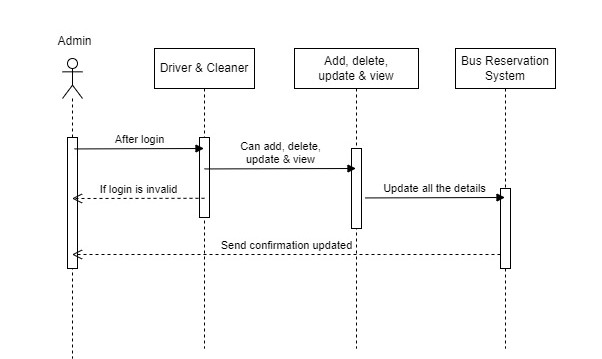 Admin
Driver & Cleaner
Add, delete,
update & view
Bus Reservation
System
After login
Can add, delete,
update & view
If login is invalid
Update all the details
Send confirmation updated